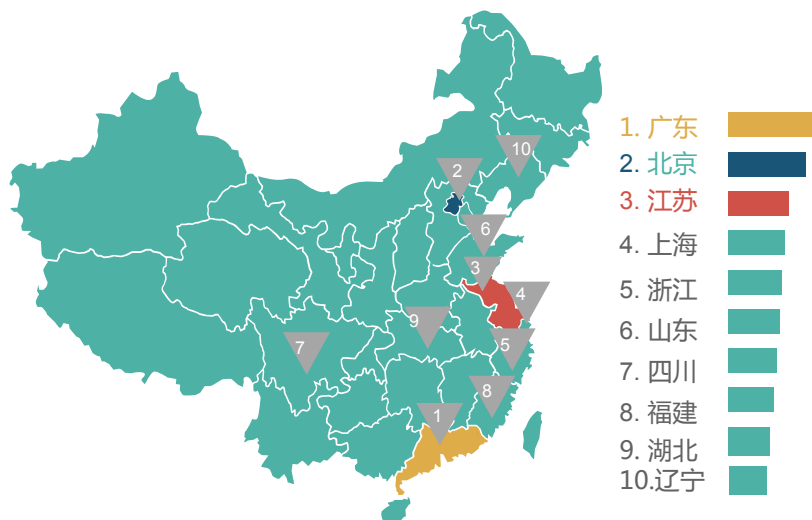 10
2
6
3
4
9
7
5
8
1
1. 广东
2. 北京
3. 江苏
4. 上海
5. 浙江
6. 山东
7. 四川
8. 福建
9. 湖北
10.辽宁